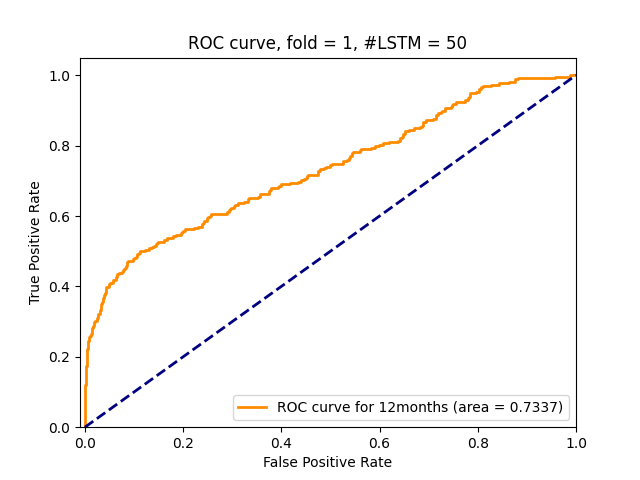 ROC curve, fold = 1, #LSTM = 50
True Positive Rate
1.0
0.8
0.6
0.4
0.2
0.0
ROC curve for 12months (area = 0.7337)
0.0 0.2 0.4 0.6 0.8 1.0
False Positive Rate